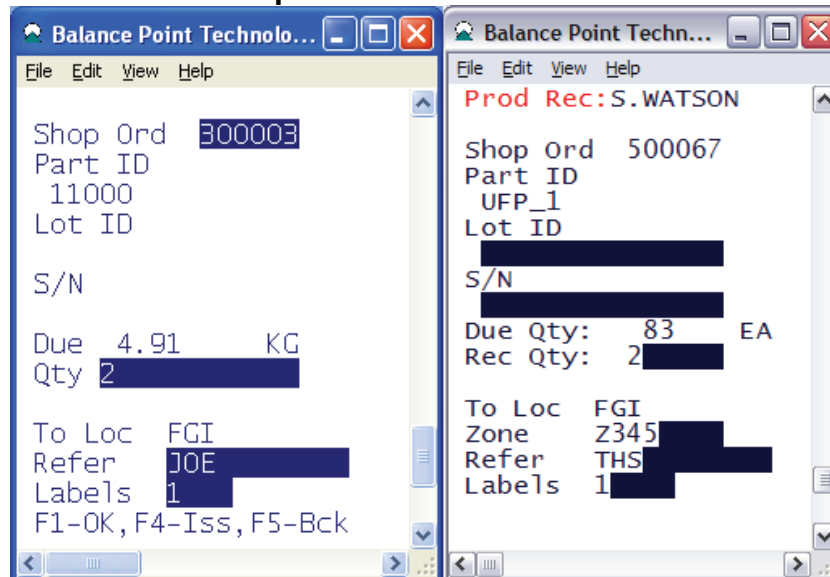 Balance Point Technolo...
File Edit View Help
Shop Ord 300003
Part ID
11000
Lot ID
S/N
Due 4.91 KG
Qty 2
To Loc FGI
Refer JOE
Labels 1
F1-OK,F4-Iss,F5-Bck
Balance Point Techn...
File Edit View Help
Prod Rec:S.WATSON
Shop Ord 500067
Part ID
UFP_1
Lot ID
S/N
Due Qty: 83 EA
Rec Qty: 2
To Loc FGI
Zone Z345
Refer THS
Labels 1